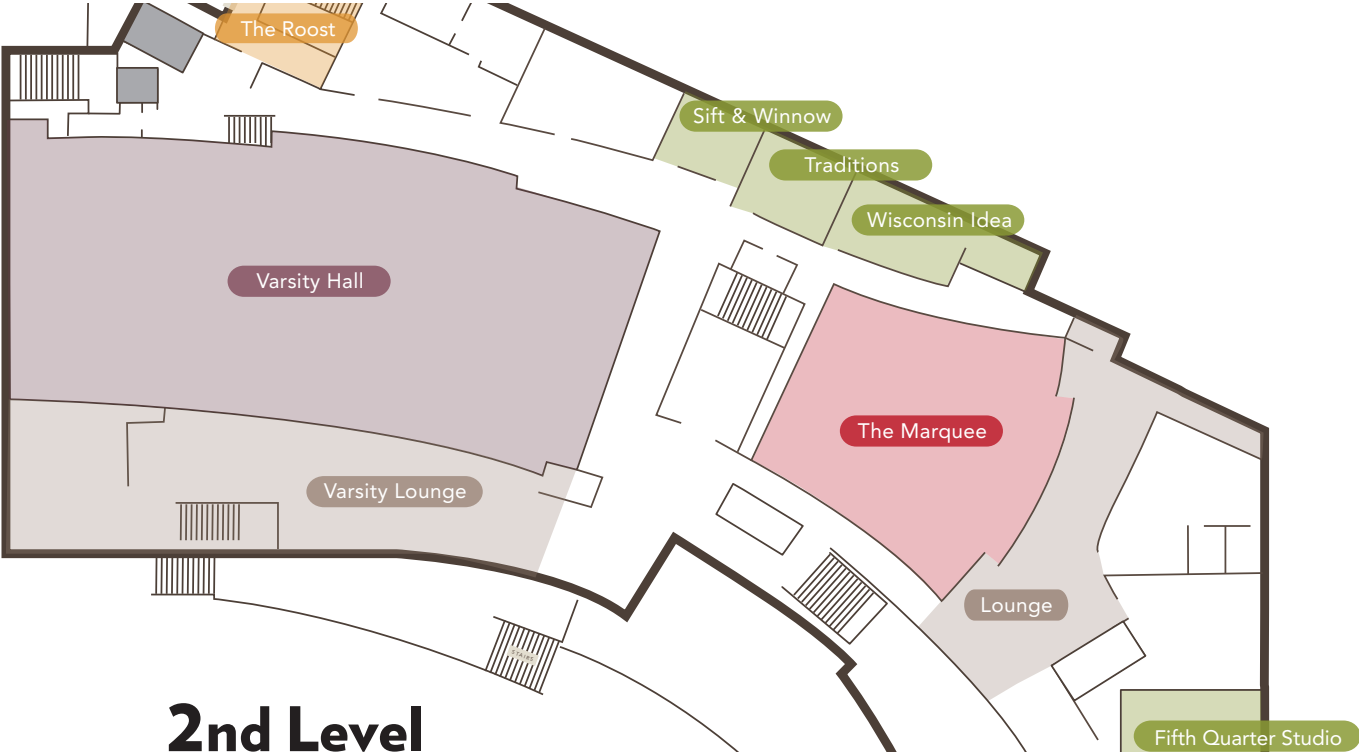 The Roost
Sift & Winnow
Traditions
Wisconsin Idea
Varsity Hall
The Marquee
Varsity Lounge
Lounge
STAIRS
2nd Level
Fifth Quarter Studio